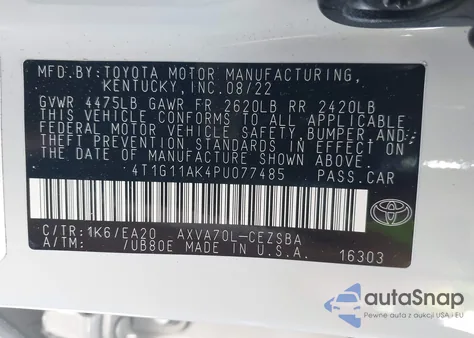 MFD.BY:TOYOTA MOTOR MANUFACTURING,
KENTUCKY,INC.08/22
GVWR 4475LB GAWR FR 2620LB RR 2420LB
THIS VEHICLE CONFORMS TO ALL APPLICABLE
FEDERAL MOTOR VEHICLE SAFETY BUMPER, AND
THEFT PREVENTION STANDARDS IN EFFECT ON
THE DATE OF MANUFACTURE SHOWN ABOVE.
4T1G11AK4PU077485 PASS.CAR
C/TR: 1K6/EA20 AXVA70L-CEZSBA
A/TM: /UB80E MADE IN U.S.A. 16303
autoSnap
Pewne auta z aukcji USA i EU